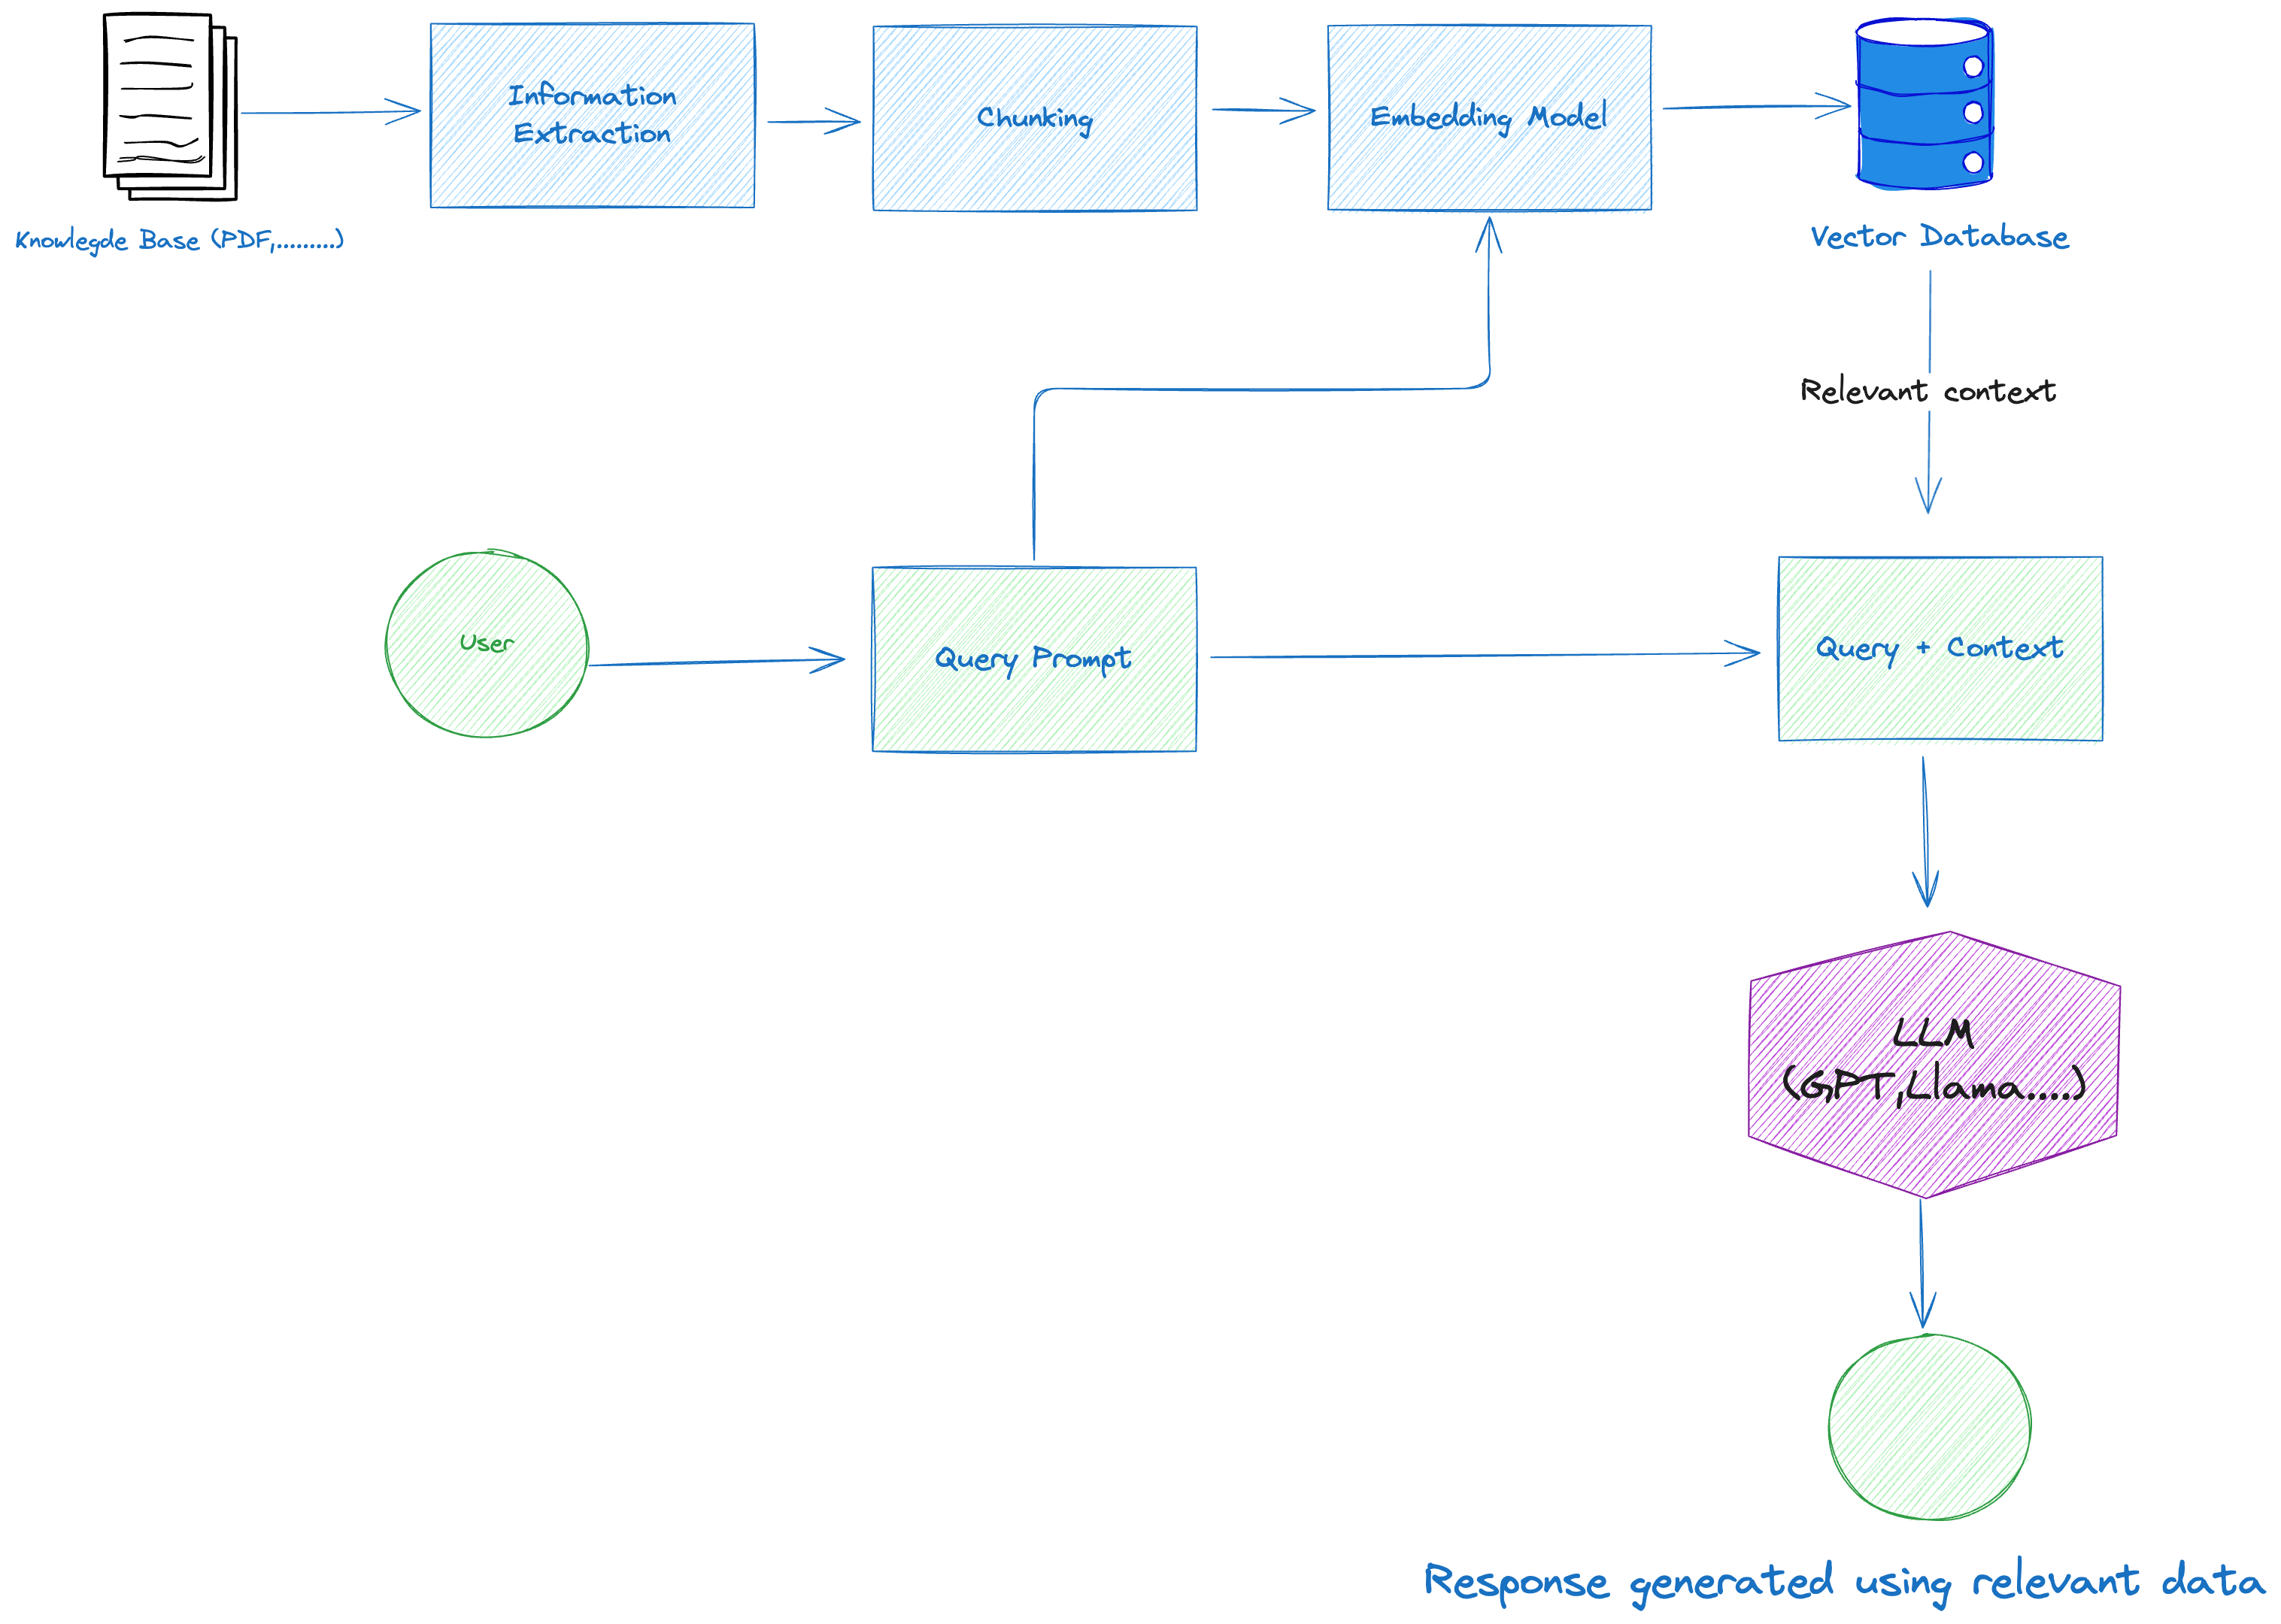 Information
Extraction
Chunking
Embedding Model
Knowlegde Base (PDF,.........)
Vector Database
Relevant context
User
Query Prompt
Query + Context
LLM
(GPT,Llama.....)
Response generated using relevant data